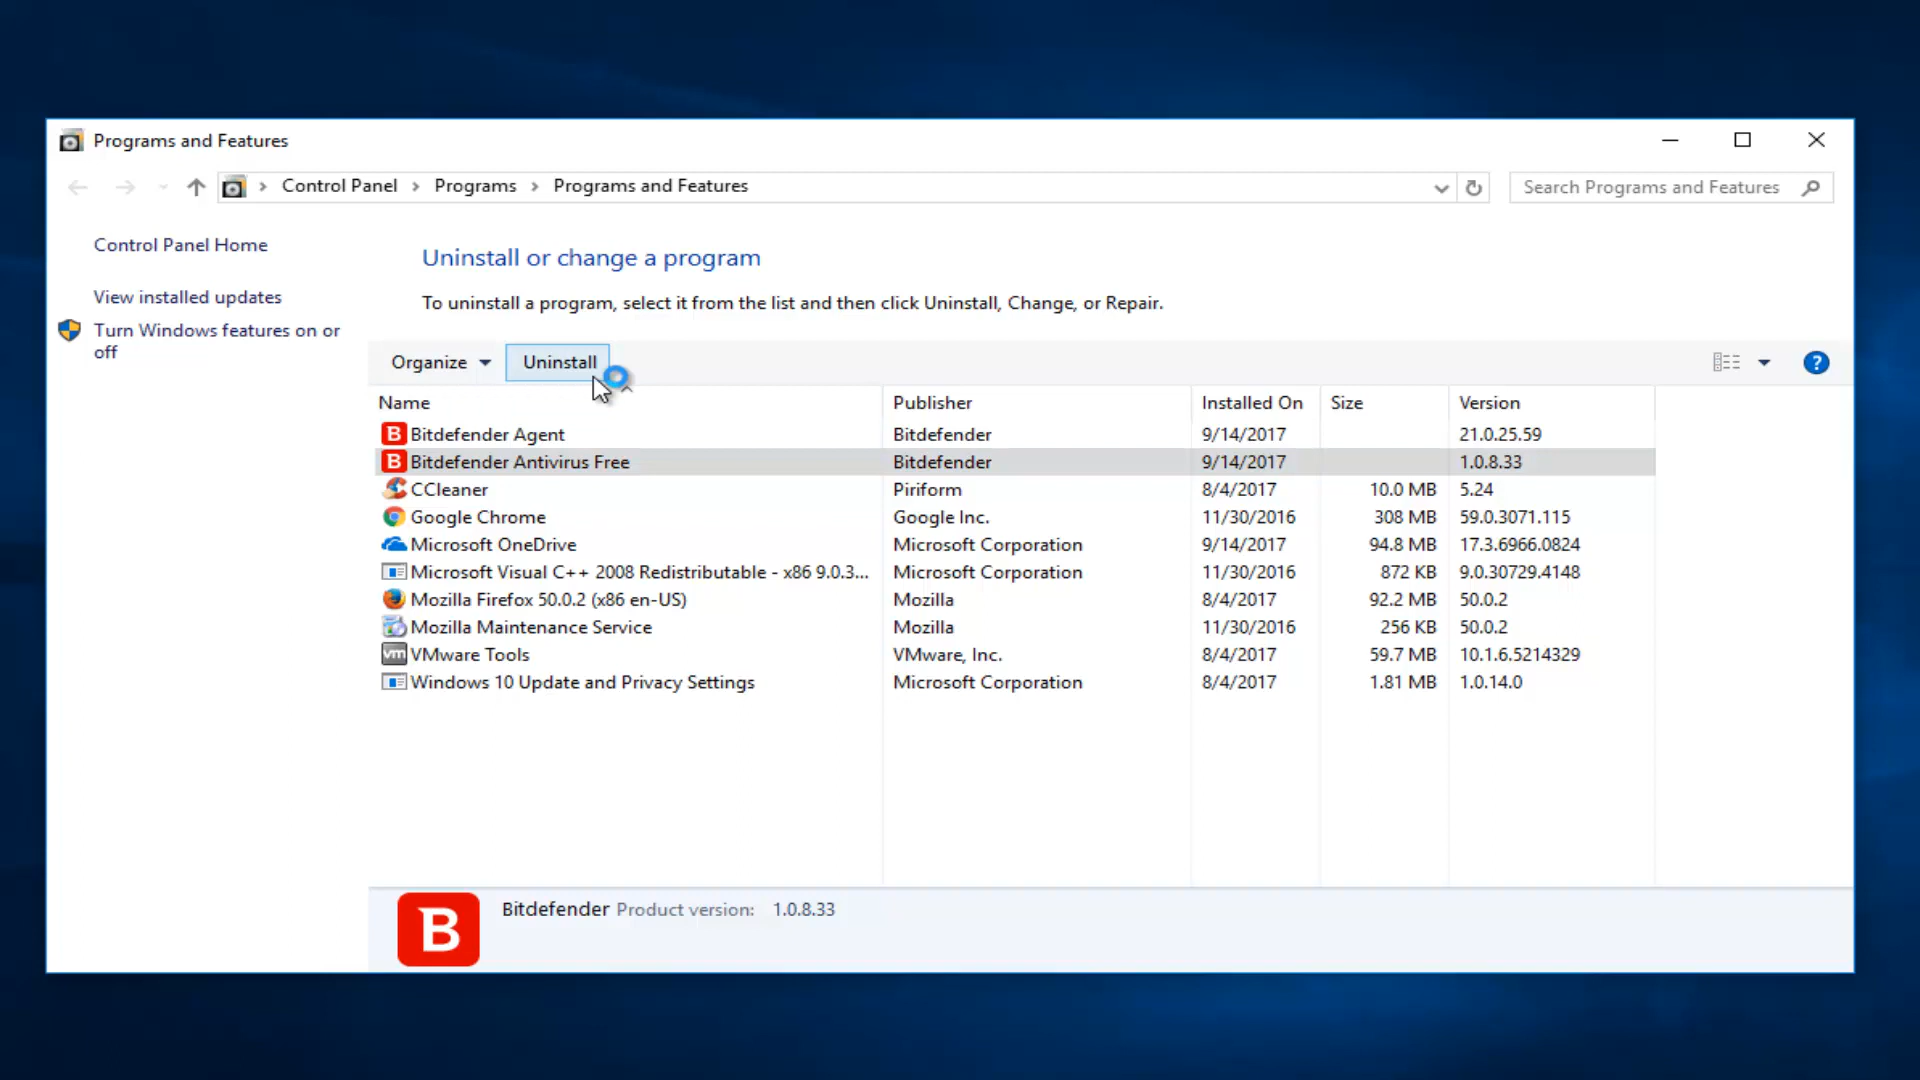 Programs and Features
Control Panel > Programs > Programs and Features
Search Programs and Features
Control Panel Home
View installed updates
Turn Windows features on or
off
Uninstall or change a program
To uninstall a program, select it from the list and then click Uninstall, Change, or Repair.
Organize Uninstall ?
Name Publisher Installed On Size Version
B Bitdefender Agent Bitdefender 9/14/2017 21.0.25.59
B Bitdefender Antivirus Free Bitdefender 9/14/2017 1.0.8.33
CCleaner Piriform 8/4/2017 10.0 MB 5.24
Google Chrome Google Inc. 11/30/2016 308 MB 59.0.3071.115
Microsoft OneDrive Microsoft Corporation 9/14/2017 94.8 MB 17.3.6966.0824
Microsoft Visual C++ 2008 Redistributable - x86 9.0.3... Microsoft Corporation 11/30/2016 872 KB 9.0.30729.4148
Mozilla Firefox 50.0.2 (x86 en-US) Mozilla 8/4/2017 92.2 MB 50.0.2
Mozilla Maintenance Service Mozilla 11/30/2016 256 KB 50.0.2
vm VMware Tools VMware, Inc. 8/4/2017 59.7 MB 10.1.6.5214329
Windows 10 Update and Privacy Settings Microsoft Corporation 8/4/2017 1.81 MB 1.0.14.0
B Bitdefender Product version: 1.0.8.33